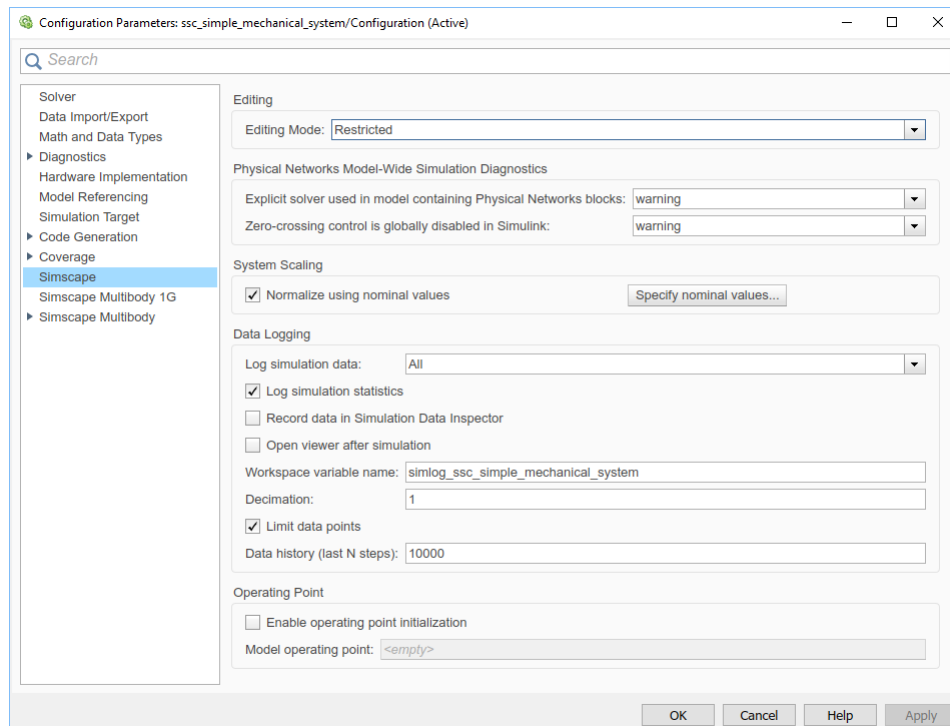 Configuration Parameters: ssc_simple_mechanical_system/Configuration (Active)
Search
Solver
Data Import/Export
Math and Data Types
Diagnostics
Hardware Implementation
Model Referencing
Simulation Target
Code Generation
Coverage
Simscape
Simscape Multibody 1G
Simscape Multibody
Editing
Editing Mode: Restricted
Physical Networks Model-Wide Simulation Diagnostics
Explicit solver used in model containing Physical Networks blocks: warning
Zero-crossing control is globally disabled in Simulink: warning
System Scaling
Normalize using nominal values Specify nominal values...
Data Logging
Log simulation data: All
Log simulation statistics
Record data in Simulation Data Inspector
Open viewer after simulation
Workspace variable name: simlog_ssc_simple_mechanical_system
Decimation: 1
Limit data points
Data history (last N steps): 10000
Operating Point
Enable operating point initialization
Model operating point: <empty>
OK Cancel Help Apply